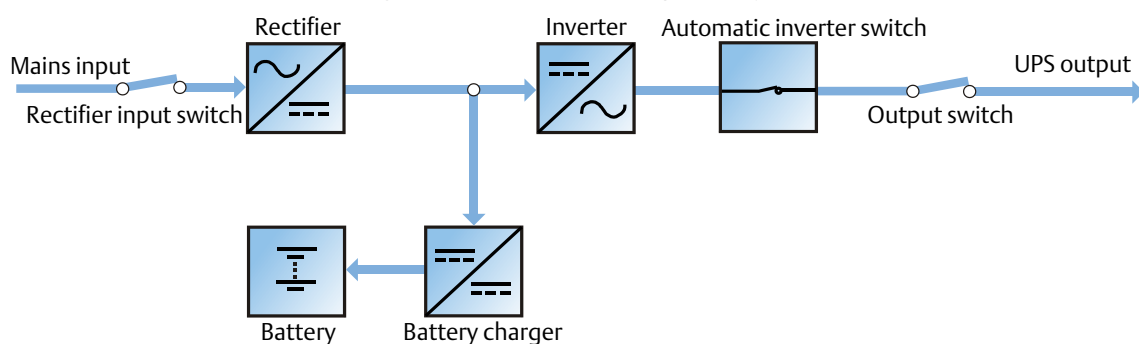 Rectifier
Inverter
Automatic inverter switch
Mains input
UPS output
Rectifier input switch
Output switch
Battery
Battery charger